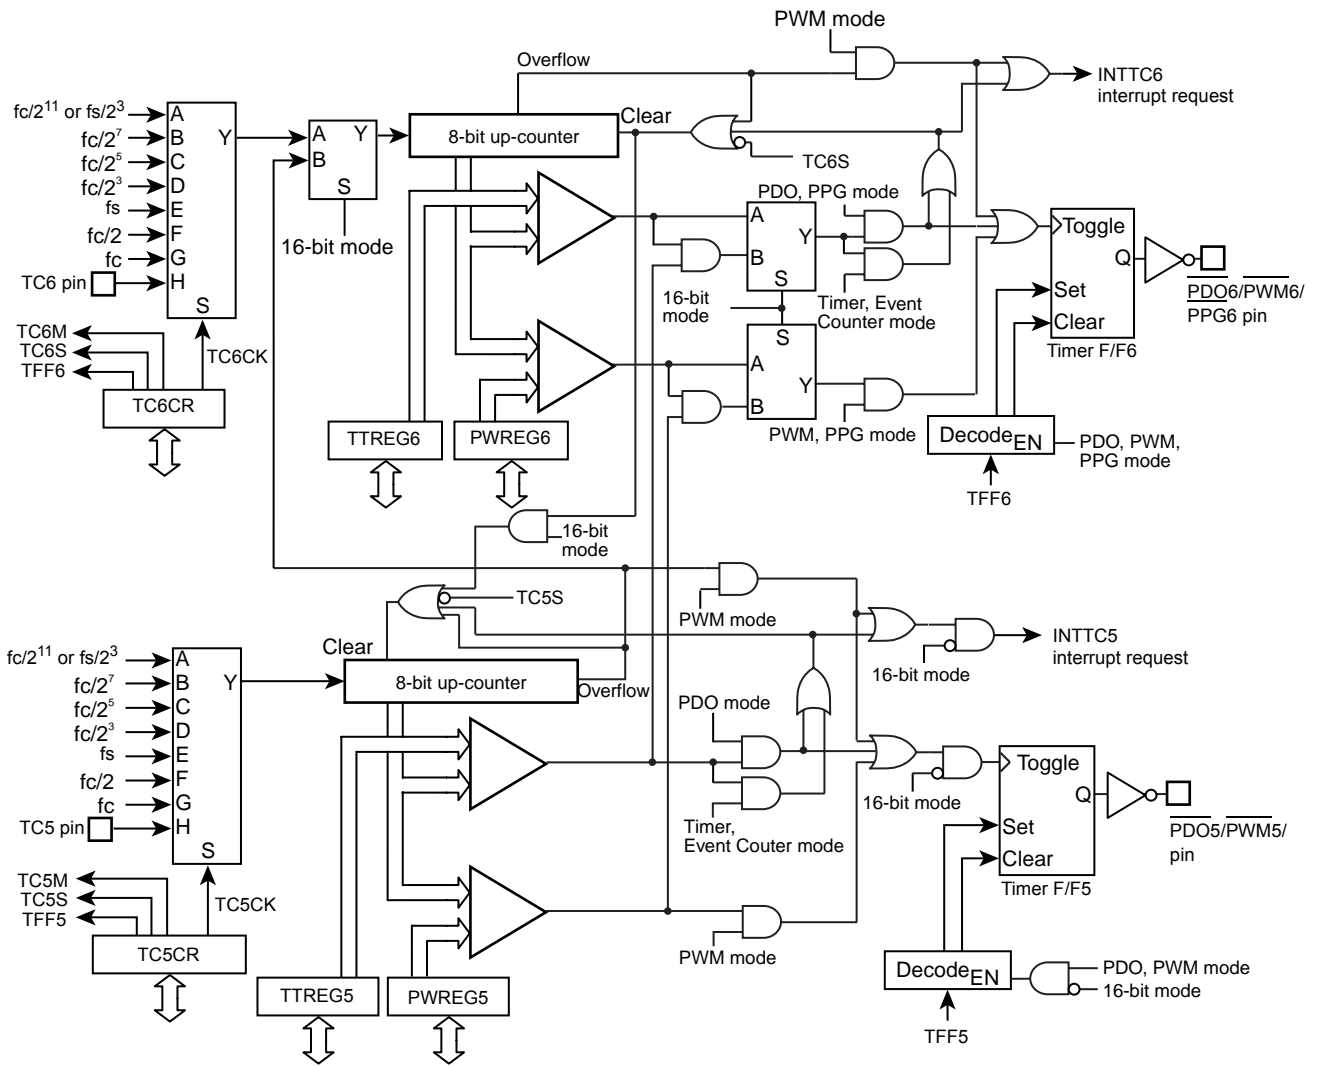 PWM mode
Overflow
INTTC6
interrupt request
fc/2¹¹ or fs/2³
fc/2⁷
fc/2⁵
fc/2³
fs
fc/2
fc
TC6 pin
A
B
C
D
E
F
G
H
Y
S
A
B
Y
S
16-bit mode
8-bit up-counter
Clear
TC6S
PDO, PPG mode
A
B
Y
S
16-bit
mode
Timer, Event
Counter mode
S
A
B
Y
PWM, PPG mode
Toggle
Q
Set
Clear
Timer F/F6
PDO6/PWM6/
PPG6 pin
TC6M
TC6S
TFF6
TC6CK
TC6CR
TTREG6
PWREG6
Decode EN
PDO, PWM,
PPG mode
TFF6
16-bit
mode
TC5S
PWM mode
INTTC5
interrupt request
16-bit mode
Clear
8-bit up-counter
Overflow
fc/2¹¹ or fs/2³
fc/2⁷
fc/2⁵
fc/2³
fs
fc/2
fc
TC5 pin
A
B
C
D
E
F
G
H
Y
S
PDO mode
Timer,
Event Couter mode
16-bit mode
Toggle
Q
Set
Clear
Timer F/F5
PDO5/PWM5/
pin
TC5M
TC5S
TFF5
TC5CK
TC5CR
TTREG5
PWREG5
PWM mode
Decode EN
PDO, PWM mode
16-bit mode
TFF5